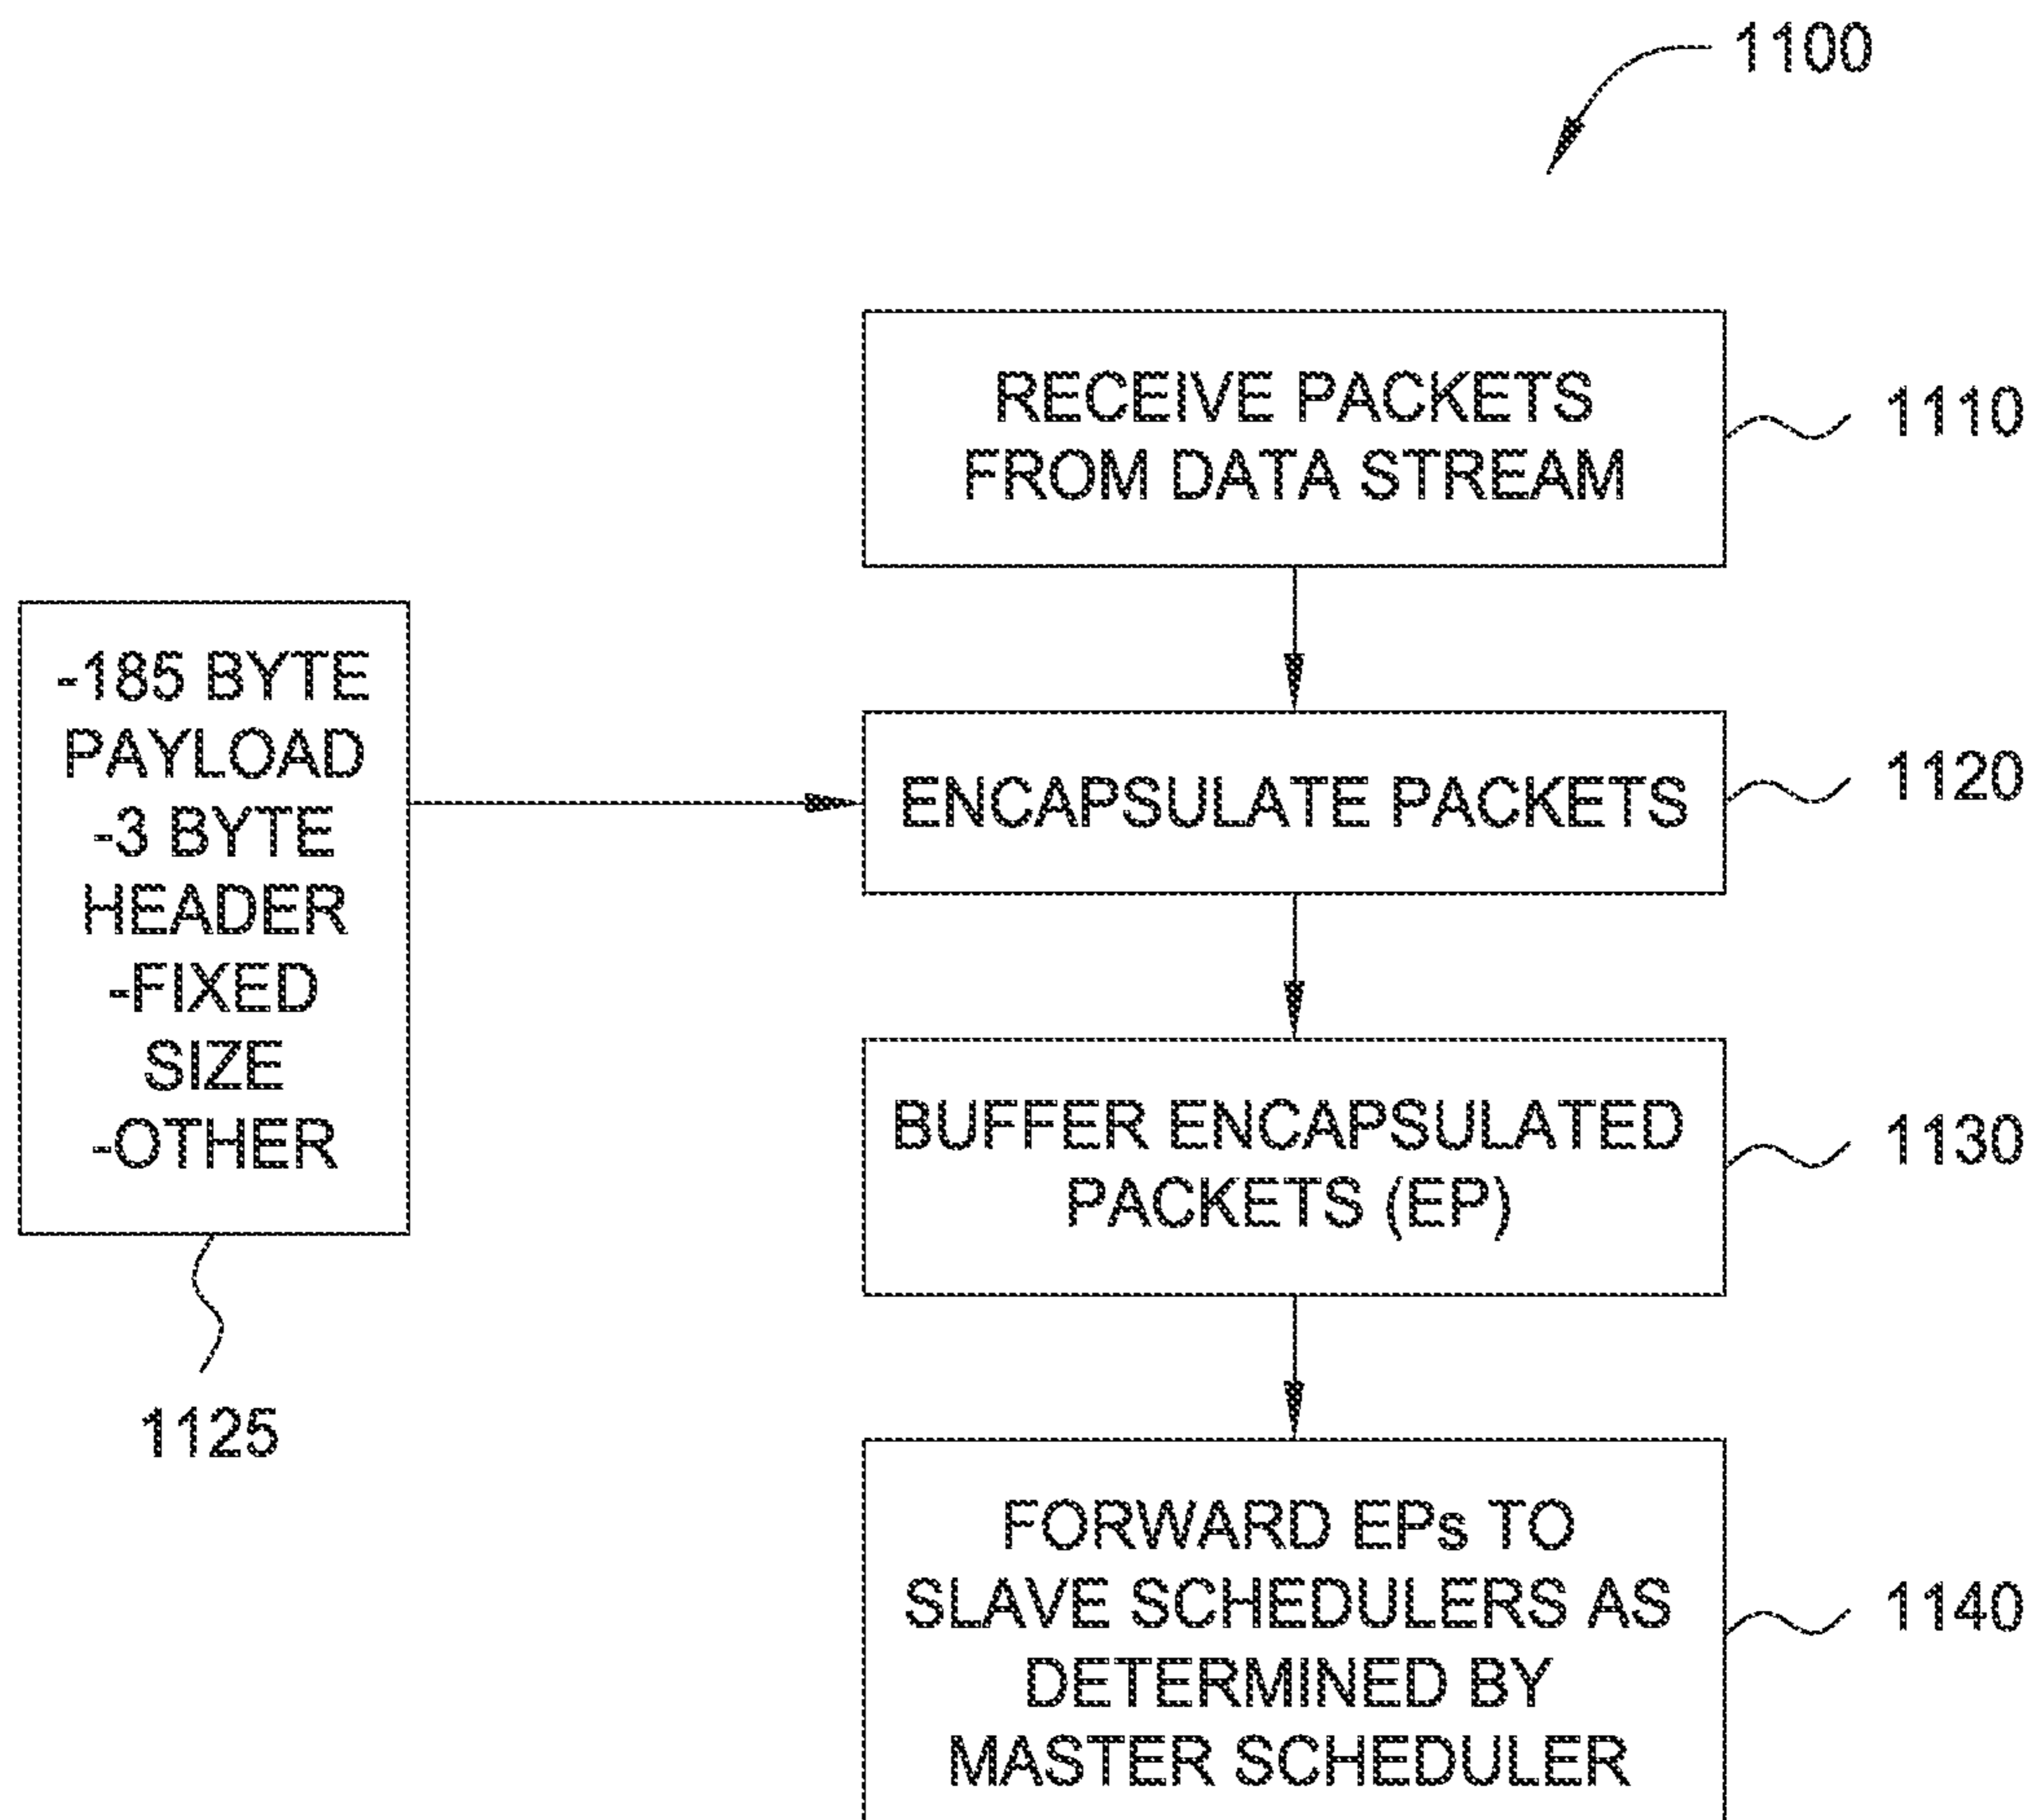 1100
RECEIVE PACKETS
FROM DATA STREAM
1110
-185 BYTE
PAYLOAD
-3 BYTE
HEADER
-FIXED
SIZE
-OTHER
1125
ENCAPSULATE PACKETS
1120
BUFFER ENCAPSULATED
PACKETS (EP)
1130
FORWARD EPs TO
SLAVE SCHEDULERS AS
DETERMINED BY
MASTER SCHEDULER
1140